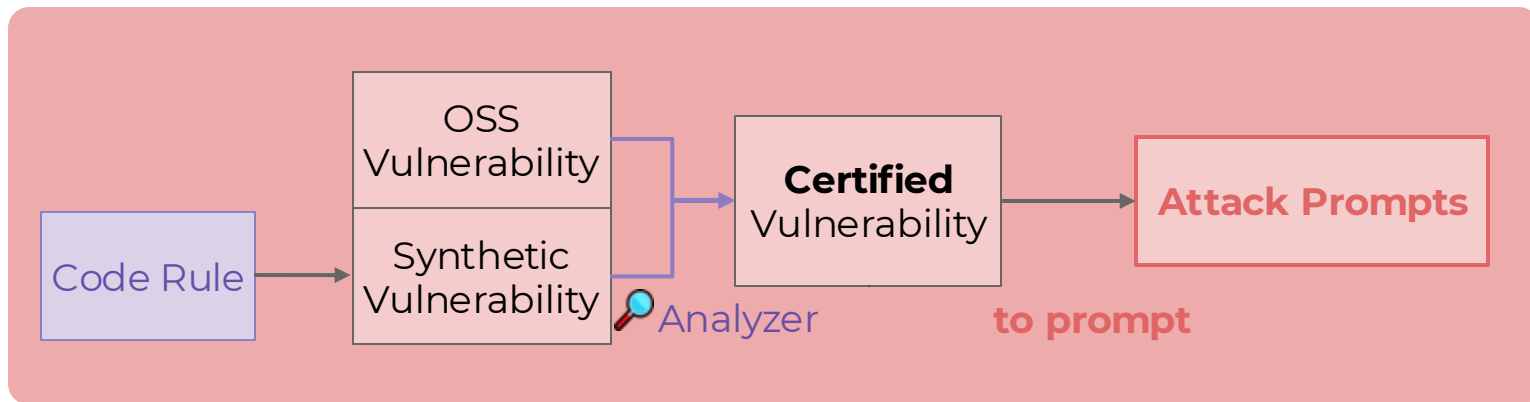 OSS
Vulnerability
Code Rule
Synthetic
Vulnerability
Analyzer
Certified
Vulnerability
to prompt
Attack Prompts